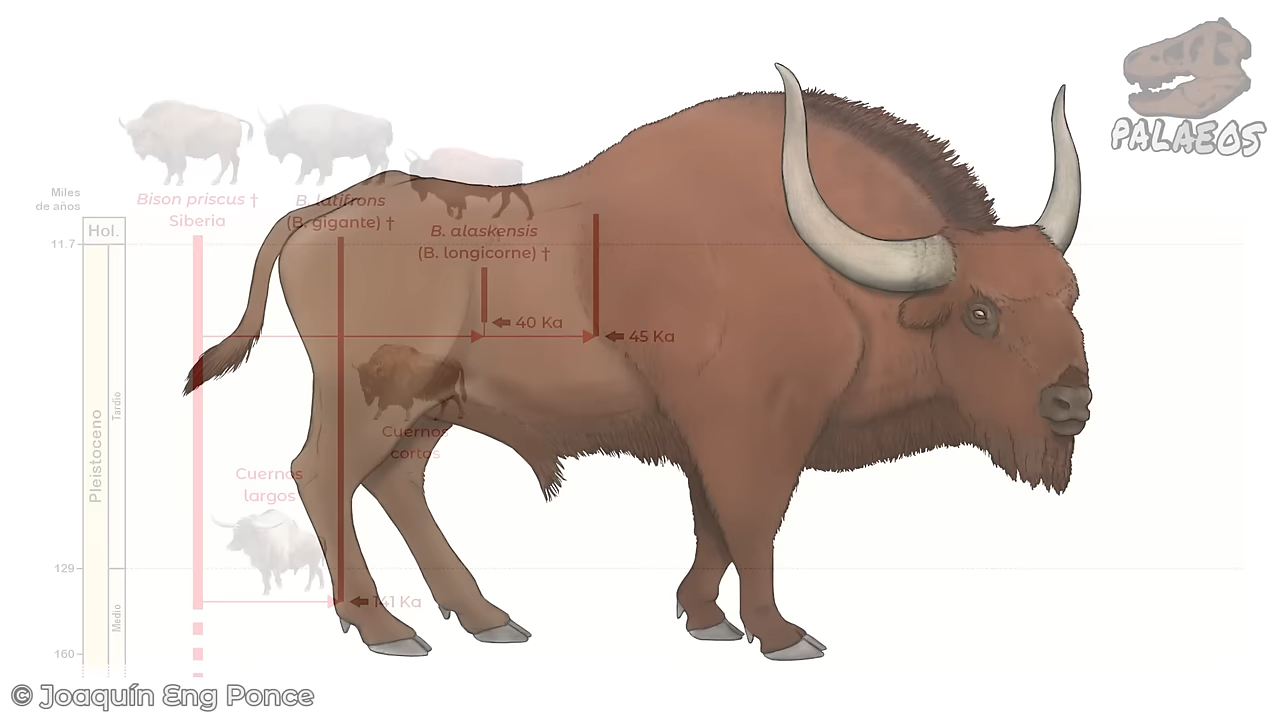 PALAEOS
Miles
de años
Bison priscus †
Siberia
B. latifrons
(B. gigante) †
B. alaskensis
(B. longicorne) †
Hol.
11.7
40 Ka
45 Ka
Tardío
Pleistoceno
Cuernos
cortos
Cuernos
largos
129
141 Ka
Medio
160
© Joaquín Eng Ponce